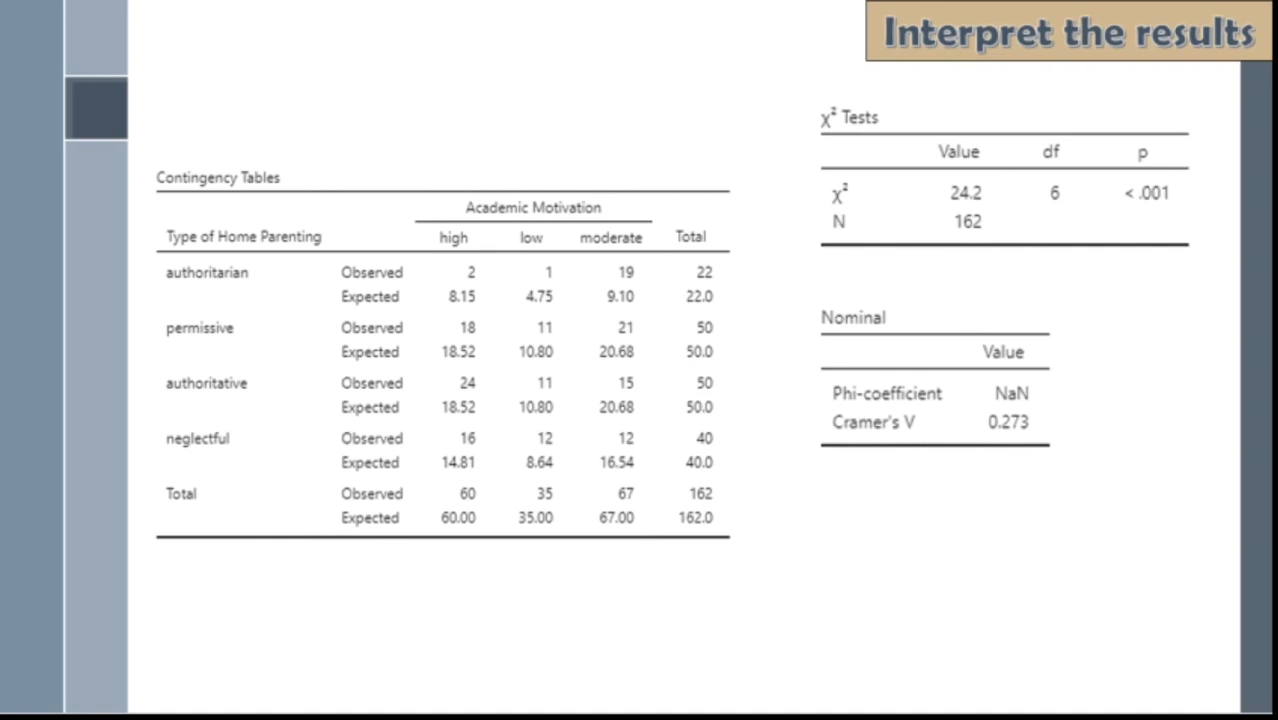 Interpret the results
Contingency Tables
Academic Motivation
Type of Home Parenting high low moderate Total
authoritarian Observed 2 1 19 22
Expected 8.15 4.75 9.10 22.0
permissive Observed 18 11 21 50
Expected 18.52 10.80 20.68 50.0
authoritative Observed 24 11 15 50
Expected 18.52 10.80 20.68 50.0
neglectful Observed 16 12 12 40
Expected 14.81 8.64 16.54 40.0
Total Observed 60 35 67 162
Expected 60.00 35.00 67.00 162.0
χ² Tests
Value df p
χ² 24.2 6 < .001
N 162
Nominal
Value
Phi-coefficient NaN
Cramer's V 0.273